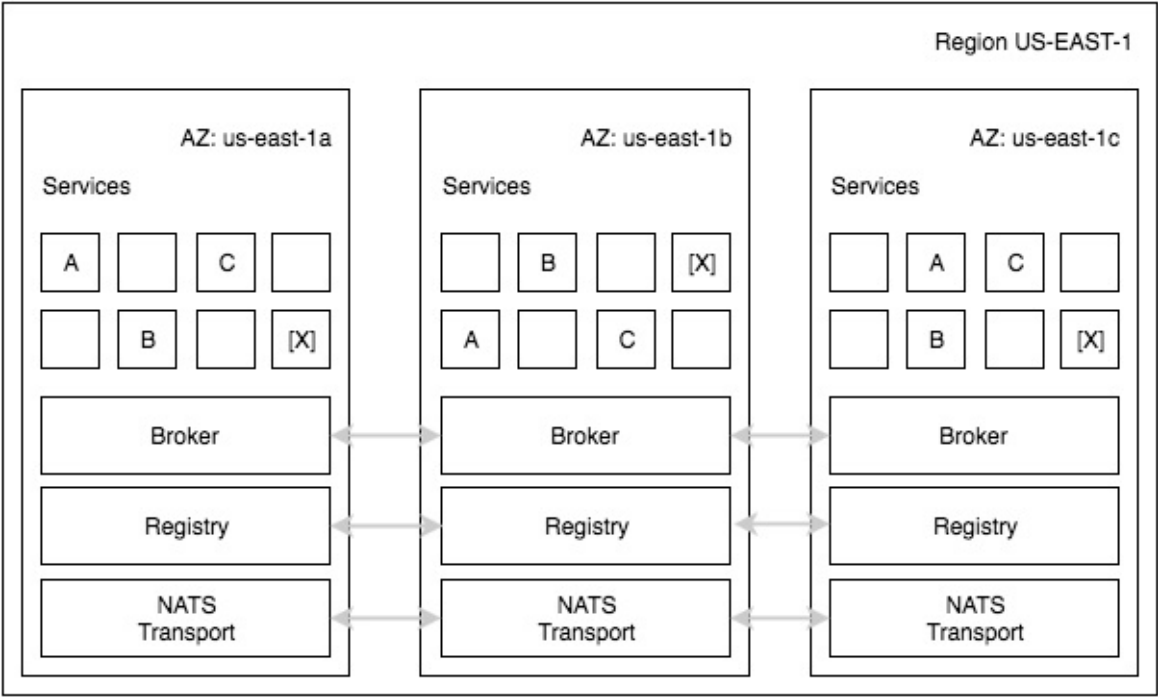 Region US-EAST-1
AZ: us-east-1a
Services
A
C
B
[X]
Broker
Registry
NATS
Transport
AZ: us-east-1b
Services
B
[X]
A
C
Broker
Registry
NATS
Transport
AZ: us-east-1c
Services
A
C
B
[X]
Broker
Registry
NATS
Transport